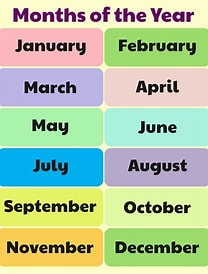 Months of the Year
January February
March April
May June
July August
September October
November December